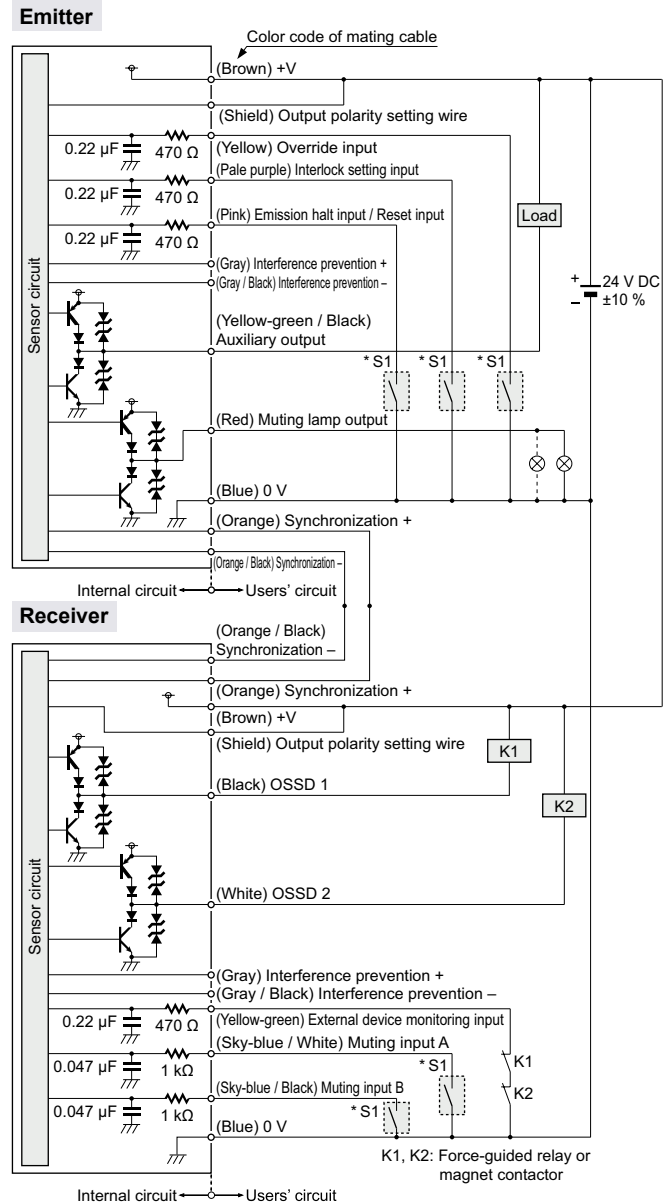 Emitter
Color code of mating cable
(Brown) +V
(Shield) Output polarity setting wire
0.22 µF
470 Ω
(Yellow) Override input
0.22 µF
470 Ω
(Pale purple) Interlock setting input
0.22 µF
470 Ω
(Pink) Emission halt input / Reset input
Load
(Gray) Interference prevention +
(Gray / Black) Interference prevention –
+
–
24 V DC
±10 %
Sensor circuit
(Yellow-green / Black)
Auxiliary output
* S1
* S1
* S1
(Red) Muting lamp output
(Blue) 0 V
(Orange) Synchronization +
(Orange / Black) Synchronization –
Internal circuit
Users' circuit
Receiver
(Orange / Black)
Synchronization –
(Orange) Synchronization +
(Brown) +V
(Shield) Output polarity setting wire
K1
(Black) OSSD 1
K2
Sensor circuit
(White) OSSD 2
(Gray) Interference prevention +
(Gray / Black) Interference prevention –
0.22 µF
470 Ω
(Yellow-green) External device monitoring input
0.047 µF
1 kΩ
(Sky-blue / White) Muting input A
* S1
K1
K2
0.047 µF
1 kΩ
(Sky-blue / Black) Muting input B
* S1
(Blue) 0 V
K1, K2: Force-guided relay or
magnet contactor
Internal circuit
Users' circuit